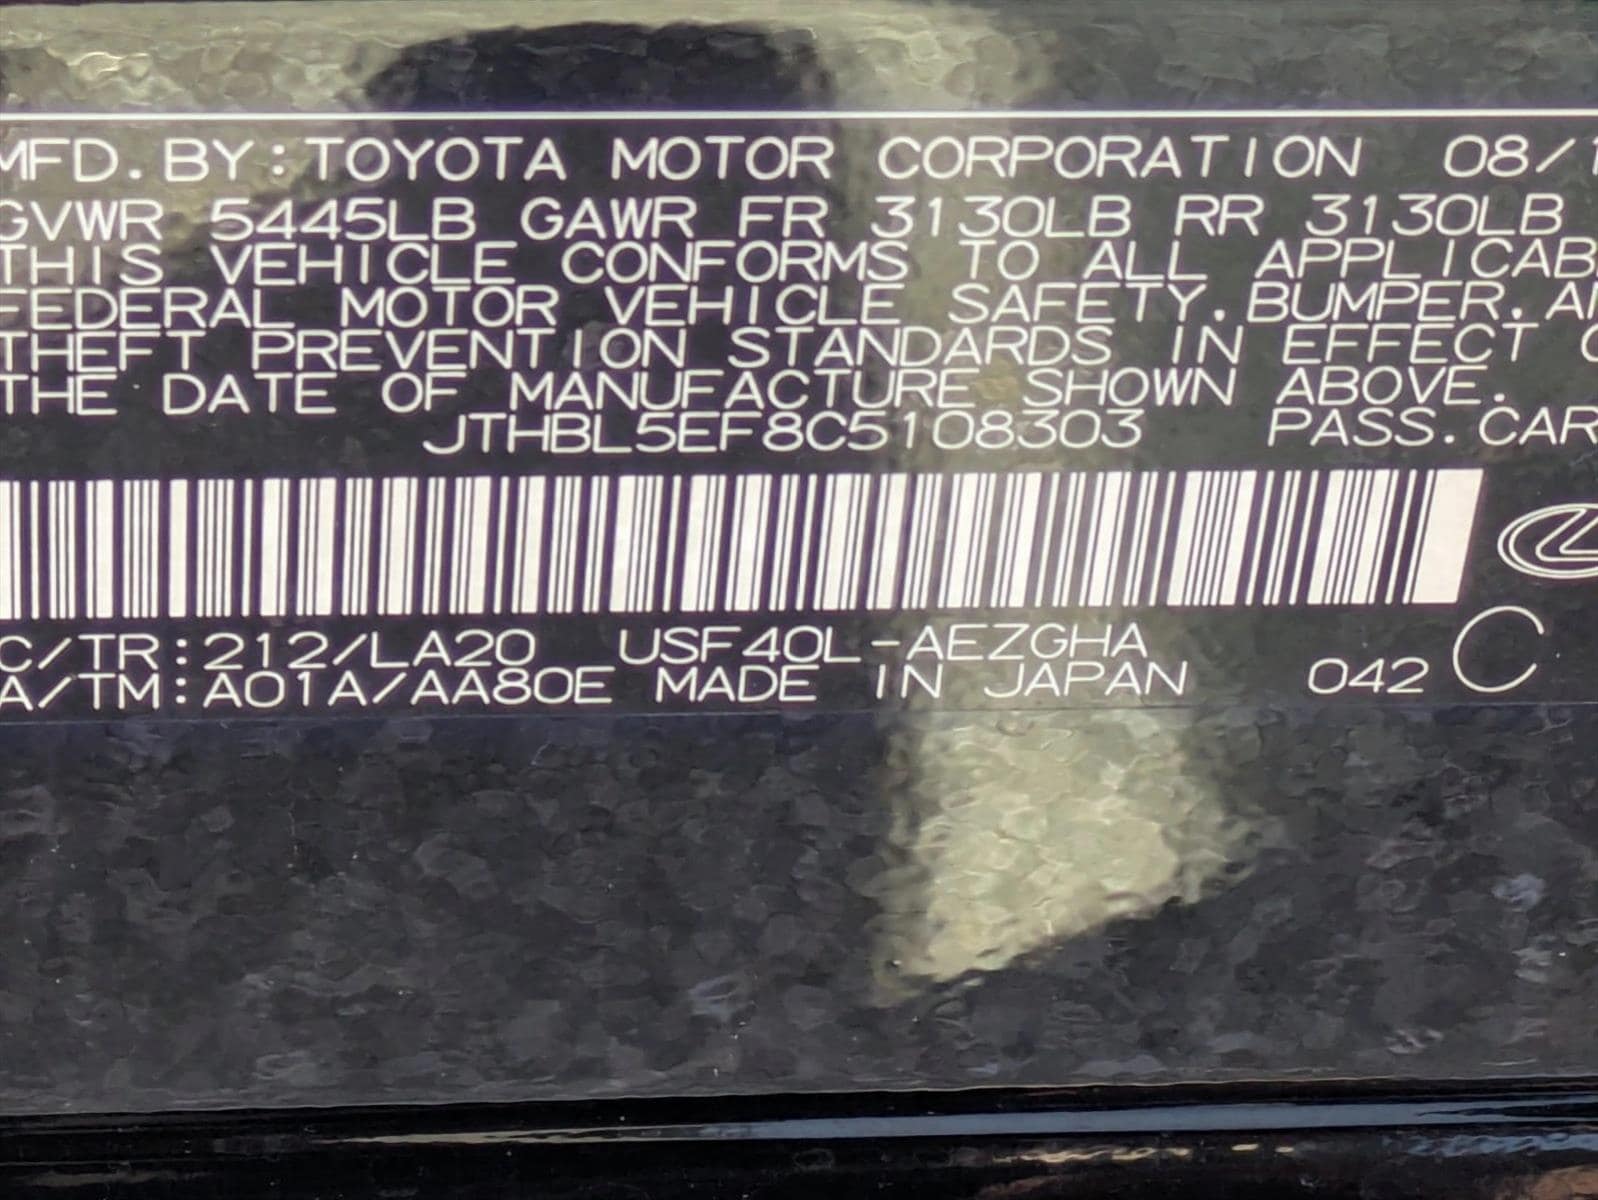 MFD. BY: TOYOTA MOTOR CORPORATION 08/1
GVWR 5445LB GAWR FR 3130LB RR 3130LB
THIS VEHICLE CONFORMS TO ALL APPLICAB
FEDERAL MOTOR VEHICLE SAFETY. BUMPER. AN
THEFT PREVENTION STANDARDS IN EFFECT O
THE DATE OF MANUFACTURE SHOWN ABOVE.
JTHBL5EF8C5108303 PASS. CAR
C/TR: 212/LA20 USF40L-AEZGHA
A/TM: A01A/AA80E MADE IN JAPAN 042 C